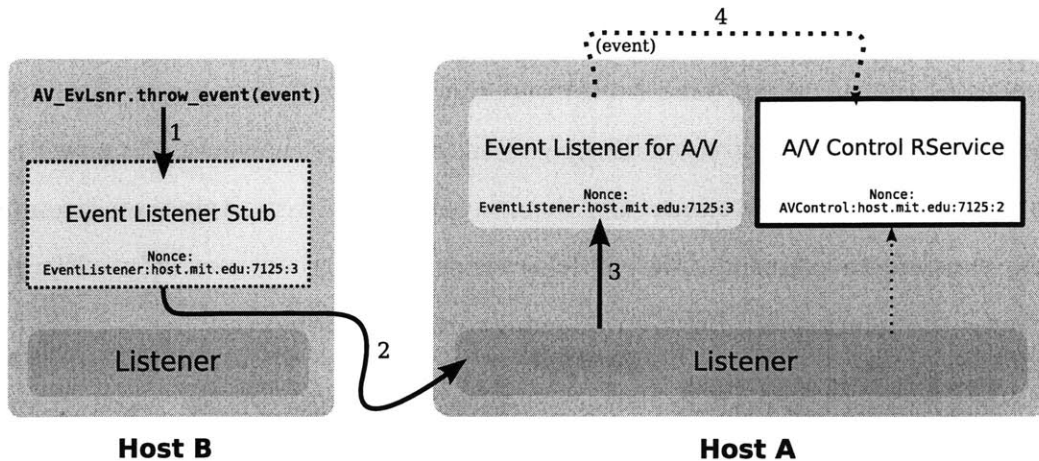 4
(event)
AV_EvLsnr.throw_event(event)
1
Event Listener Stub
Nonce:
EventListener:host.mit.edu:7125:3
Listener
Host B
2
Event Listener for A/V
Nonce:
EventListener:host.mit.edu:7125:3
A/V Control RService
Nonce:
AVControl:host.mit.edu:7125:2
3
Listener
Host A